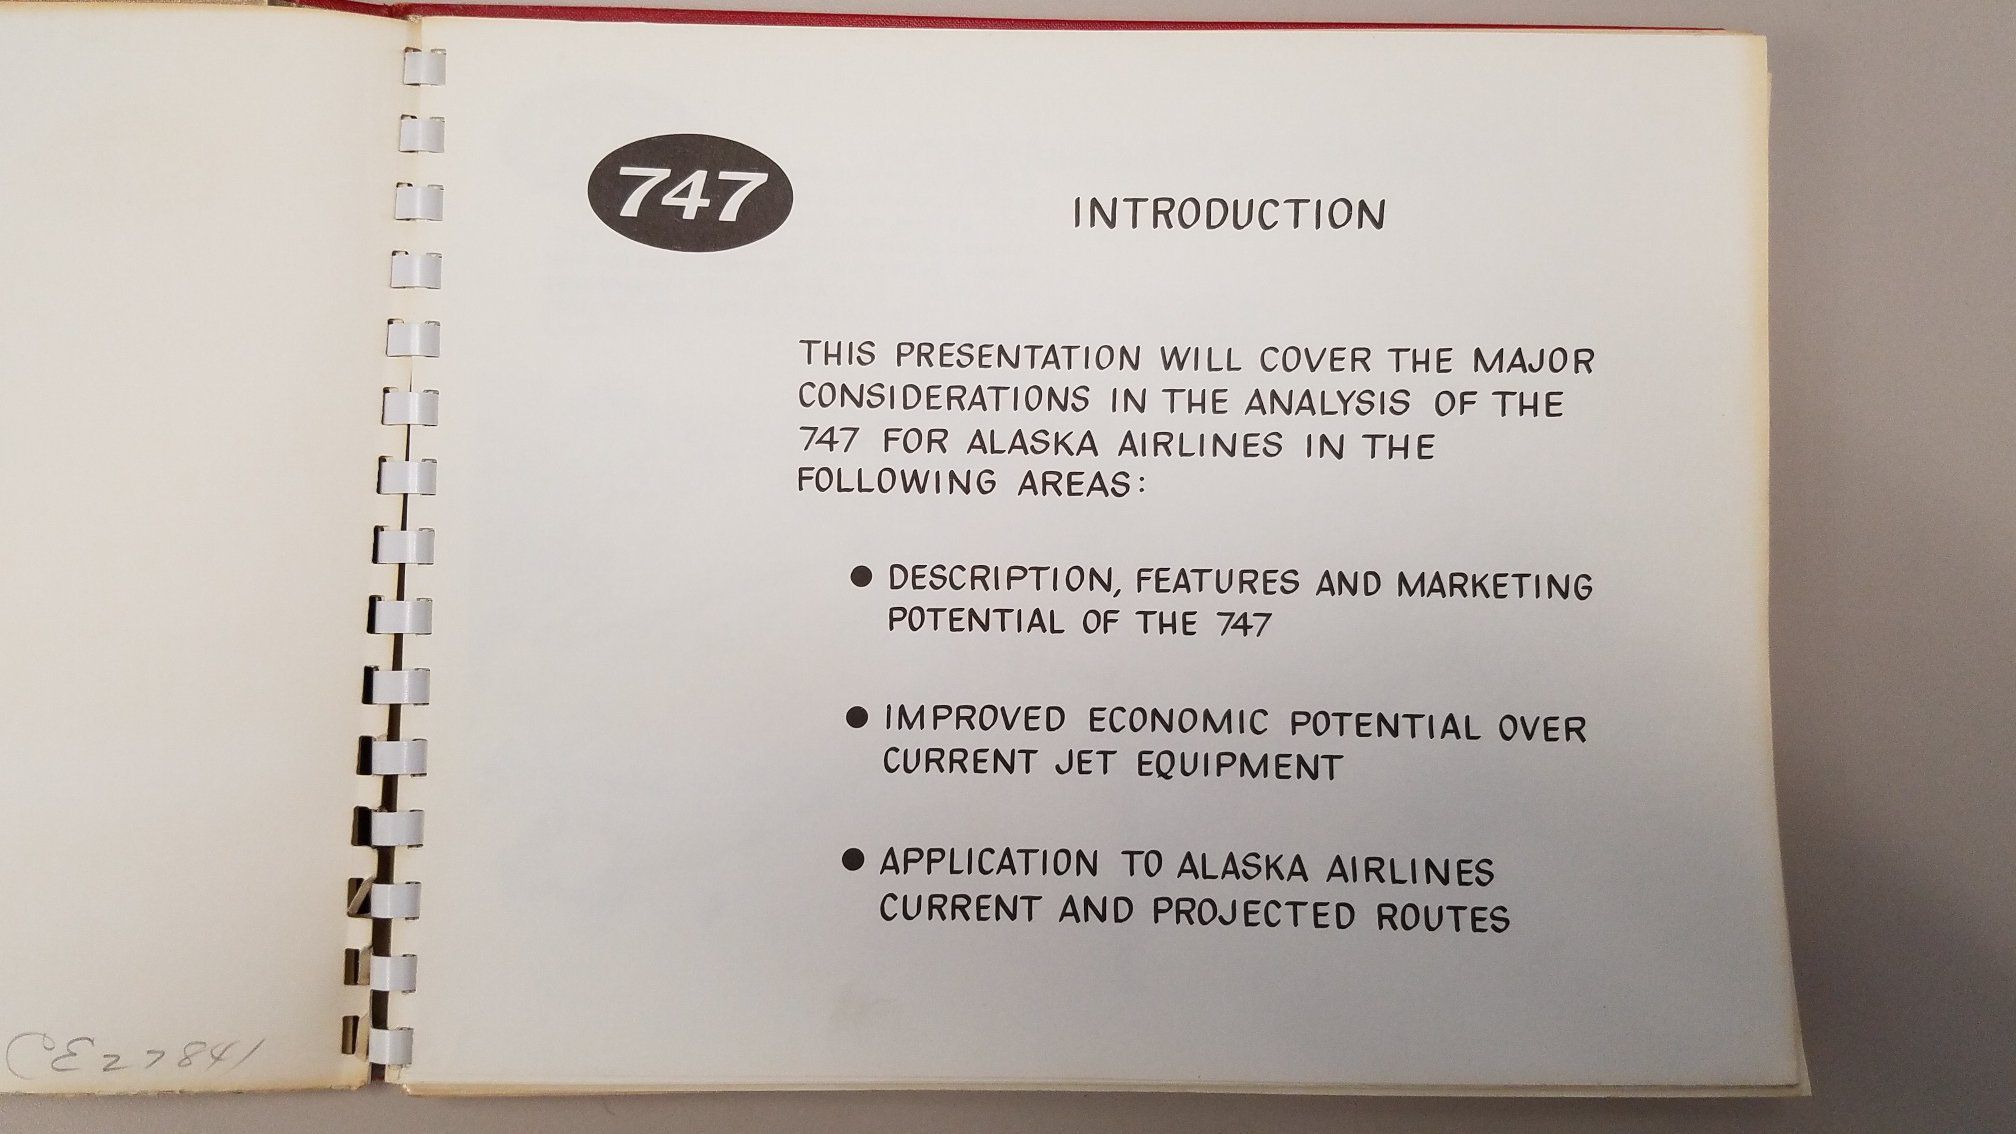 747
INTRODUCTION
THIS PRESENTATION WILL COVER THE MAJOR
CONSIDERATIONS IN THE ANALYSIS OF THE
747 FOR ALASKA AIRLINES IN THE
FOLLOWING AREAS:
● DESCRIPTION, FEATURES AND MARKETING
POTENTIAL OF THE 747
● IMPROVED ECONOMIC POTENTIAL OVER
CURRENT JET EQUIPMENT
● APPLICATION TO ALASKA AIRLINES
CURRENT AND PROJECTED ROUTES